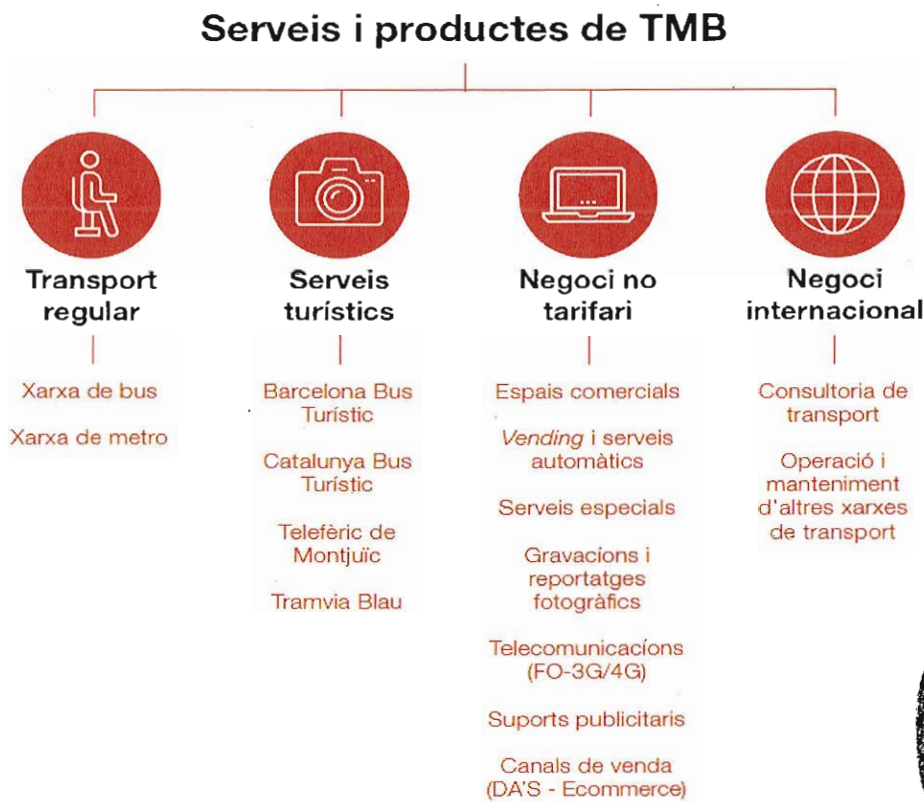 Serveis i productes de TMB
Transport
regular
Xarxa de bus
Xarxa de metro
Serveis
turístics
Barcelona Bus
Turístic
Catalunya Bus
Turístic
Telefèric de
Montjuïc
Tramvia Blau
Negoci no
tarifari
Espais comercials
Vending i serveis
automàtics
Serveis especials
Gravacions i
reportatges
fotogràfics
Telecomunicacions
(FO-3G/4G)
Suports publicitaris
Canals de venda
(DA'S - Ecommerce)
Negoci
internacional
Consultoria de
transport
Operació i
manteniment
d'altres xarxes
de transport